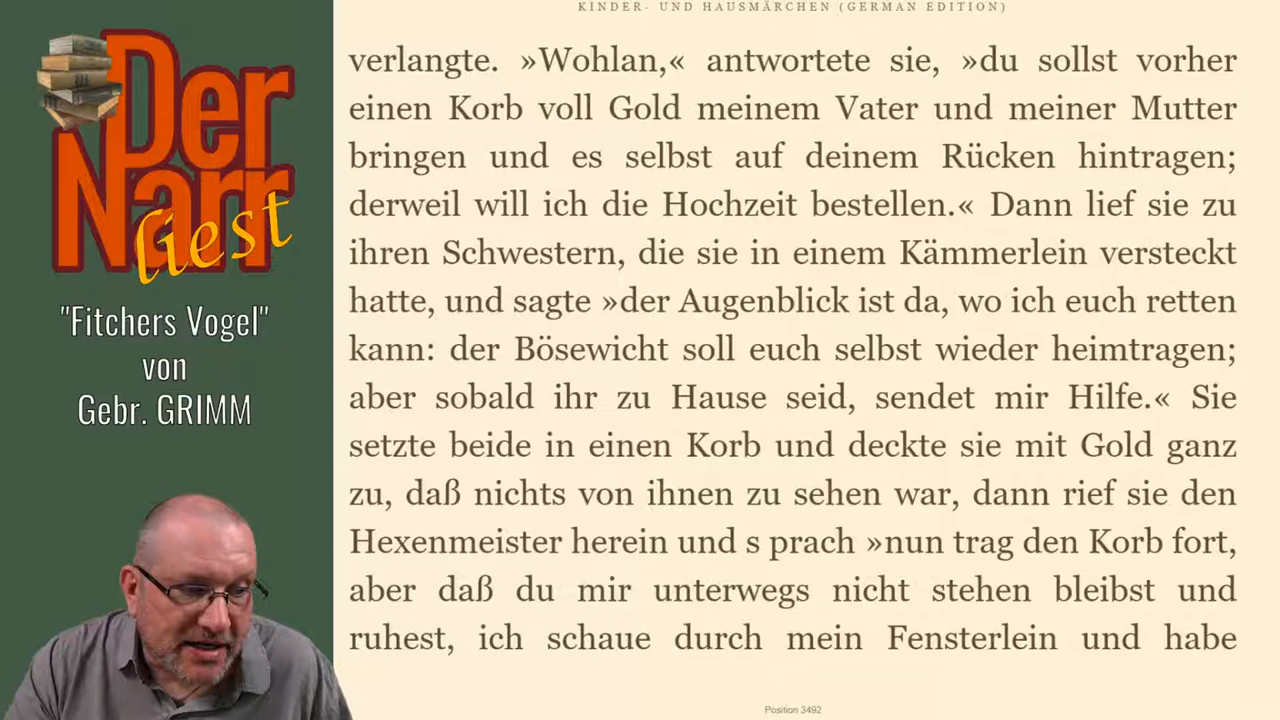 KINDER- UND HAUSMÄRCHEN (GERMAN EDITION)
Der
Narr
liest
"Fitchers Vogel"
von
Gebr. GRIMM
verlangte. »Wohlan,« antwortete sie, »du sollst vorher
einen Korb voll Gold meinem Vater und meiner Mutter
bringen und es selbst auf deinem Rücken hintragen;
derweil will ich die Hochzeit bestellen.« Dann lief sie zu
ihren Schwestern, die sie in einem Kämmerlein versteckt
hatte, und sagte »der Augenblick ist da, wo ich euch retten
kann: der Bösewicht soll euch selbst wieder heimtragen;
aber sobald ihr zu Hause seid, sendet mir Hilfe.« Sie
setzte beide in einen Korb und deckte sie mit Gold ganz
zu, daß nichts von ihnen zu sehen war, dann rief sie den
Hexenmeister herein und s prach »nun trag den Korb fort,
aber daß du mir unterwegs nicht stehen bleibst und
ruhest, ich schaue durch mein Fensterlein und habe
Position 3492